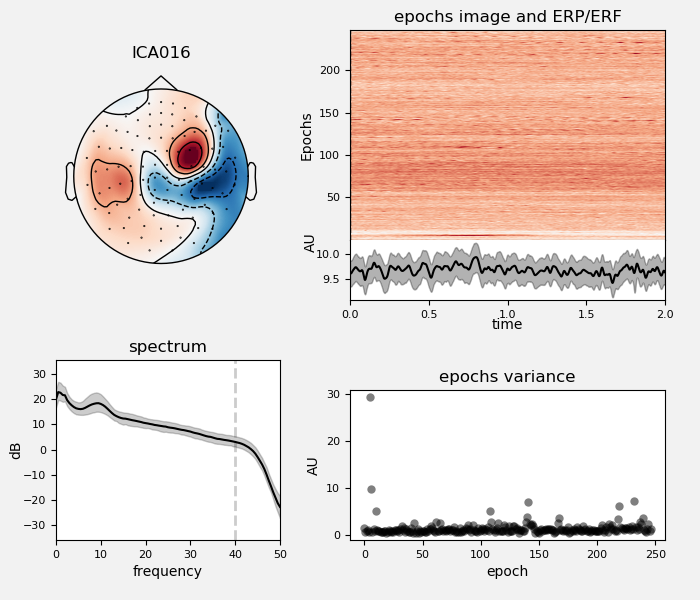 ICA016
epochs image and ERP/ERF
Epochs
200
150
100
50
AU
10.0
9.5
0.0 0.5 1.0 1.5 2.0
time
spectrum
dB
30
20
10
0
−10
−20
−30
0 10 20 30 40 50
frequency
epochs variance
AU
30
20
10
0
0 50 100 150 200 250
epoch